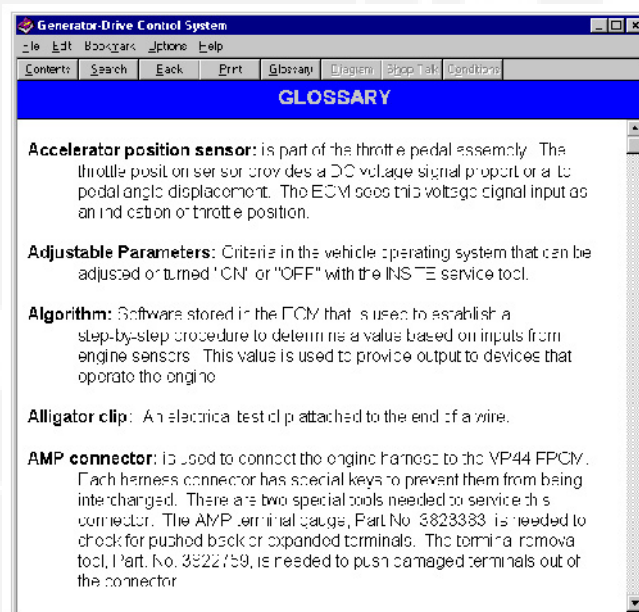 Generator-Drive Control System
File Edit Bookmark Options Help
Contents Search Back Print Glossary Diagram Shop Talk Conditions
GLOSSARY
Accelerator position sensor: is part of the throttle pedal assembly. The
throttle position sensor provides a DC voltage signal proportional to
pedal angle displacement. The ECM sees this voltage signal input as
an indication of throttle position.
Adjustable Parameters: Criteria in the vehicle operating system that can be
adjusted or turned "ON" or "OFF" with the INSITE service tool.
Algorithm: Software stored in the ECM that is used to establish a
step-by-step procedure to determine a value based on inputs from
engine sensors. This value is used to provide output to devices that
operate the engine
Alligator clip: An electrical test clip attached to the end of a wire.
AMP connector: is used to connect the engine harness to the VP44 FPCM.
Each harness connector has special keys to prevent them from being
interchanged. There are two special tools needed to service this
connector. The AMP terminal gauge, Part No. 3823383, is needed to
check for pushed back or expanded terminals. The terminal removal
tool, Part. No. 3822759, is needed to push damaged terminals out of
the connector